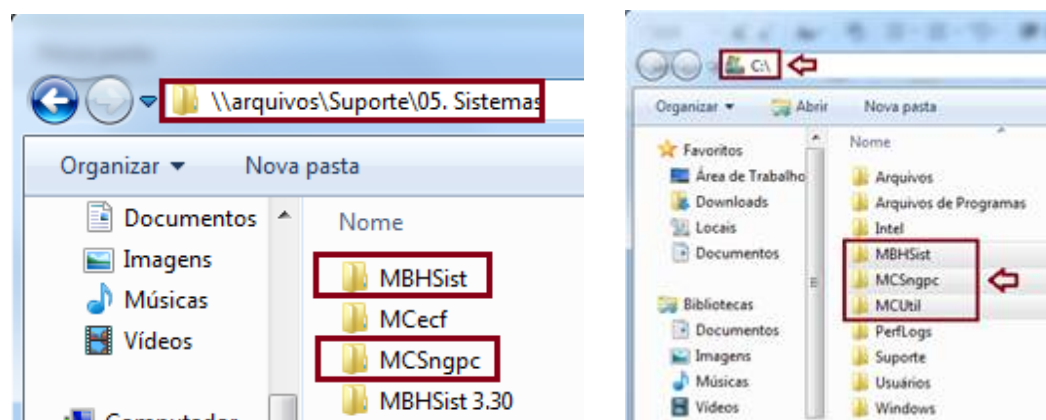 \\arquivos\Suporte\05. Sistemas
Organizar
Nova pasta
Documentos
Imagens
Músicas
Vídeos
Nome
MBHSist
MCecf
MCSngpc
MBHSist 3.30
C:\
Organizar
Abrir
Nova pasta
Favoritos
Área de Trabalho
Downloads
Locais
Documentos
Bibliotecas
Documentos
Imagens
Músicas
Vídeos
Nome
Arquivos
Arquivos de Programas
Intel
MBHSist
MCSngpc
MCUtil
PerfLogs
Suporte
Usuários
Windows